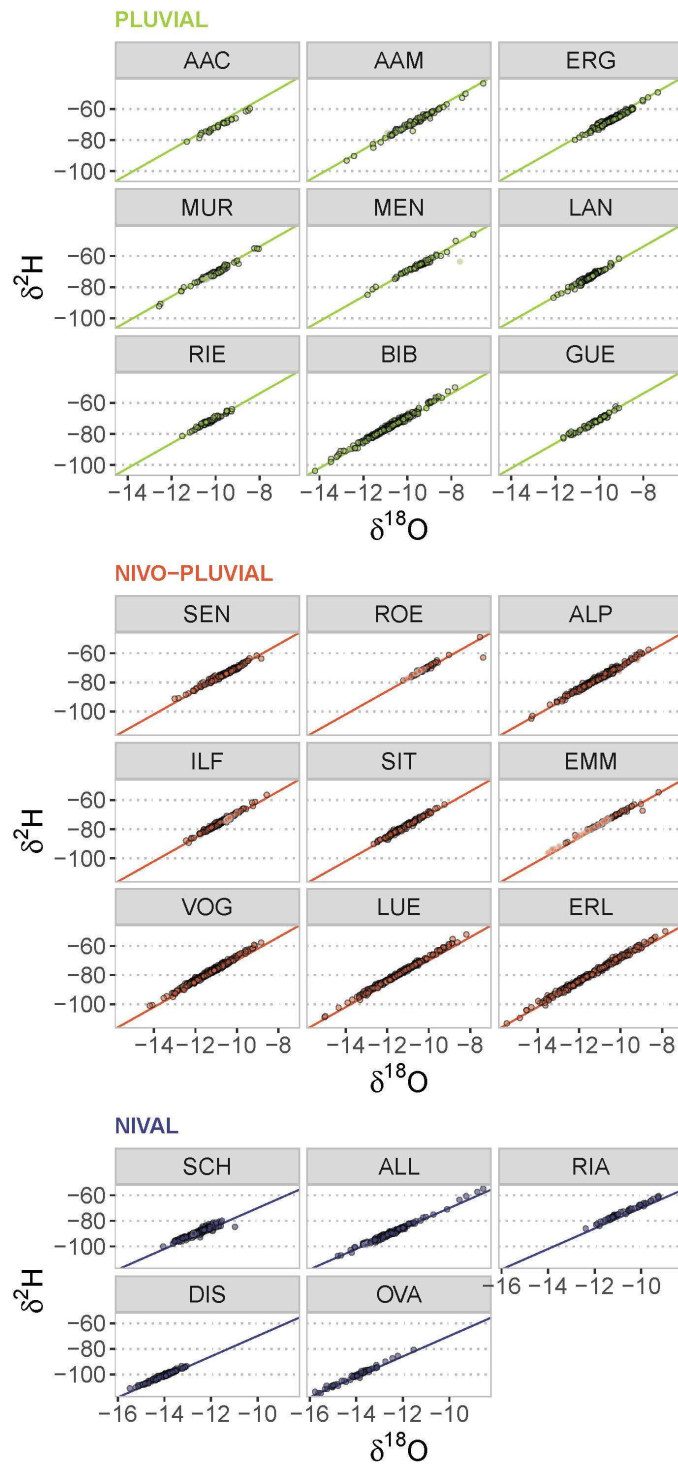 PLUVIAL
AAC AAM ERG
−60
−80
−100
MUR MEN LAN
−60
−80
−100
δ²H
RIE BIB GUE
−60
−80
−100
−14 −12 −10 −8 −14 −12 −10 −8 −14 −12 −10 −8
δ¹⁸O
NIVO−PLUVIAL
SEN ROE ALP
−60
−80
−100
ILF SIT EMM
−60
−80
−100
δ²H
VOG LUE ERL
−60
−80
−100
−14 −12 −10 −8 −14 −12 −10 −8 −14 −12 −10 −8
δ¹⁸O
NIVAL
SCH ALL RIA
−60
−80
−100
−16 −14 −12 −10
δ²H
DIS OVA
−60
−80
−100
−16 −14 −12 −10 −16 −14 −12 −10
δ¹⁸O